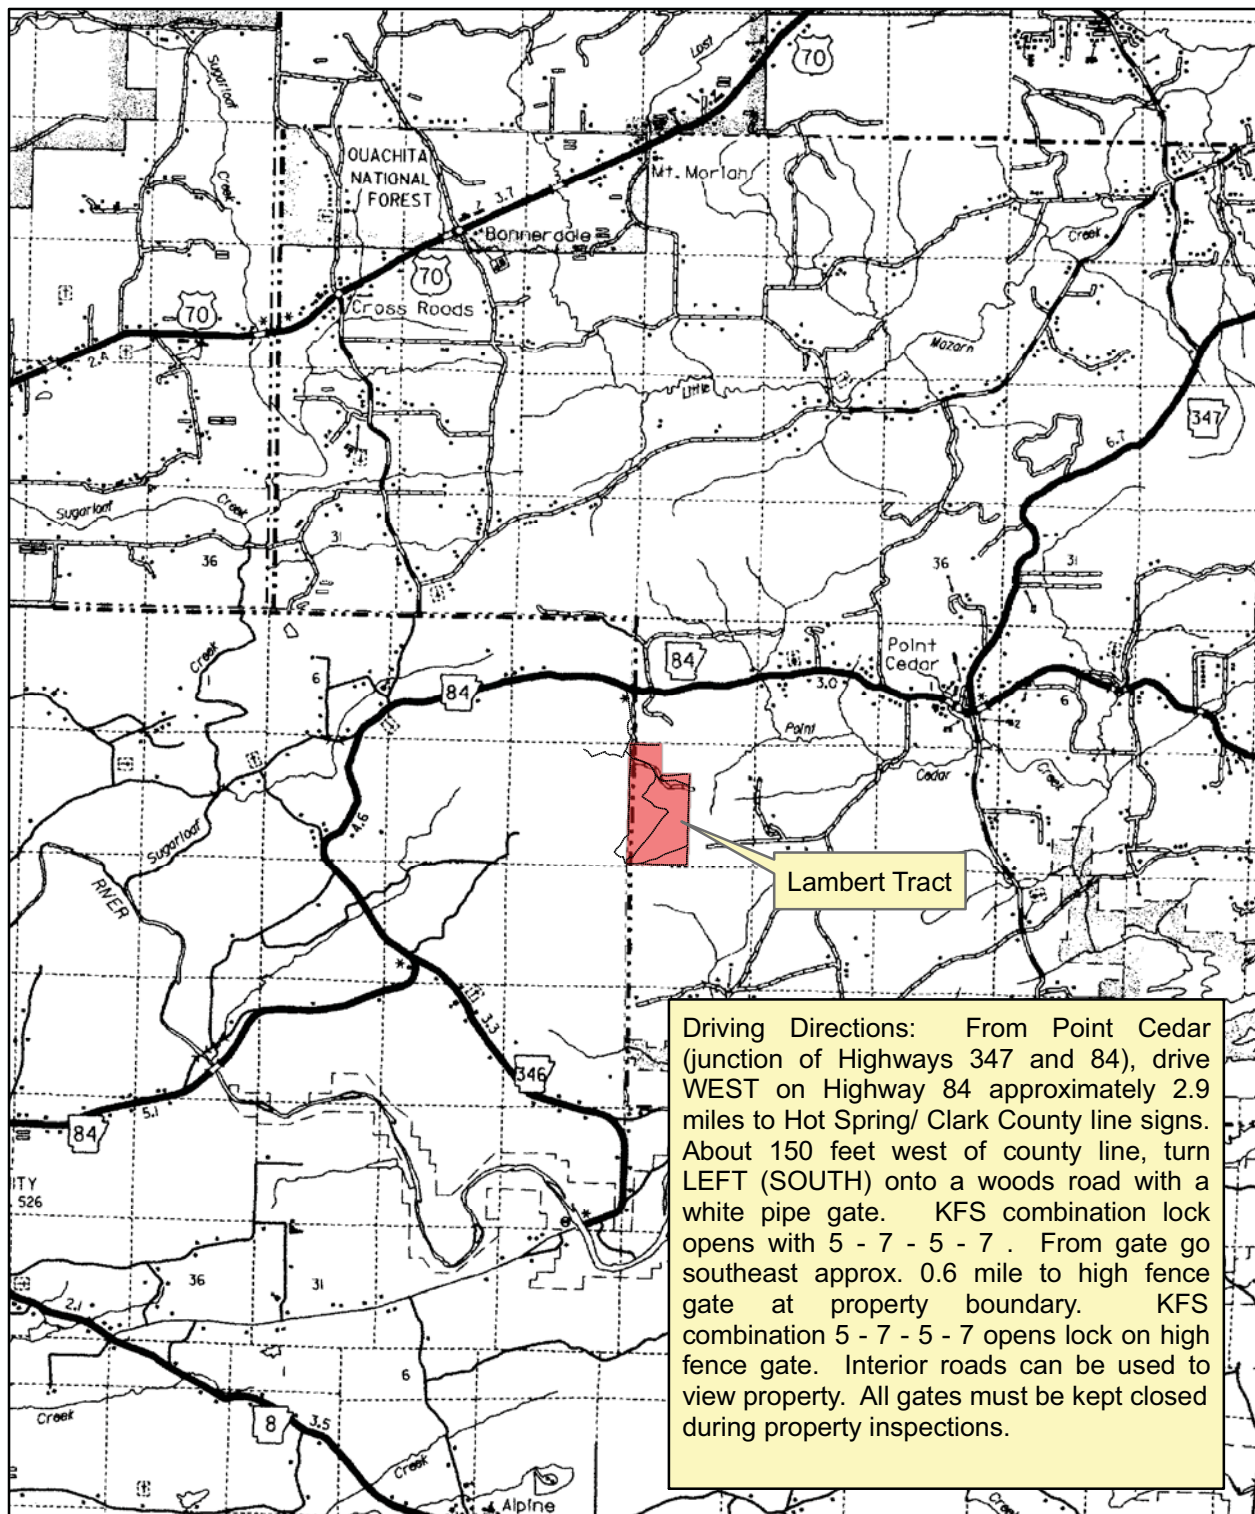 70
Lost
Sugarloaf
Creek
OUACHITA
NATIONAL
FOREST
3.7
Mt. Moriah
Bonnerdale
70
Cross Roads
70
2.4
Creek
Mazarn
Little
347
6.7
Sugarloaf
Creek
36
31
36
31
Creek
1
6
84
84
3.0
Point
Cedar
1
2
6
Point
Cedar
Creek
Sugarloaf
4.6
RIVER
Lambert Tract
3.3
346
5.1
84
ITY
526
36
31
2.1
1
6
Creek
8
3.5
Creek
Alpine
Driving Directions: From Point Cedar
(junction of Highways 347 and 84), drive
WEST on Highway 84 approximately 2.9
miles to Hot Spring/ Clark County line signs.
About 150 feet west of county line, turn
LEFT (SOUTH) onto a woods road with a
white pipe gate. KFS combination lock
opens with 5 - 7 - 5 - 7 . From gate go
southeast approx. 0.6 mile to high fence
gate at property boundary. KFS
combination 5 - 7 - 5 - 7 opens lock on high
fence gate. Interior roads can be used to
view property. All gates must be kept closed
during property inspections.
Creek